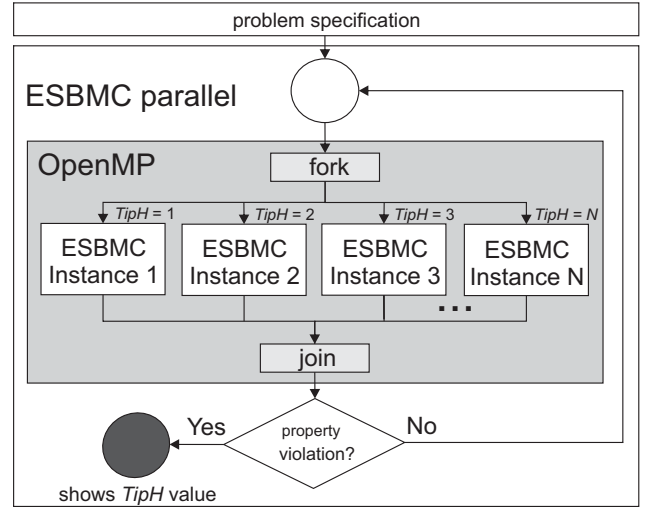 problem specification
ESBMC parallel
OpenMP
fork
TipH = 1
TipH = 2
TipH = 3
TipH = N
ESBMC
Instance 1
ESBMC
Instance 2
ESBMC
Instance 3
ESBMC
Instance N
...
join
Yes
property
violation?
No
shows TipH value